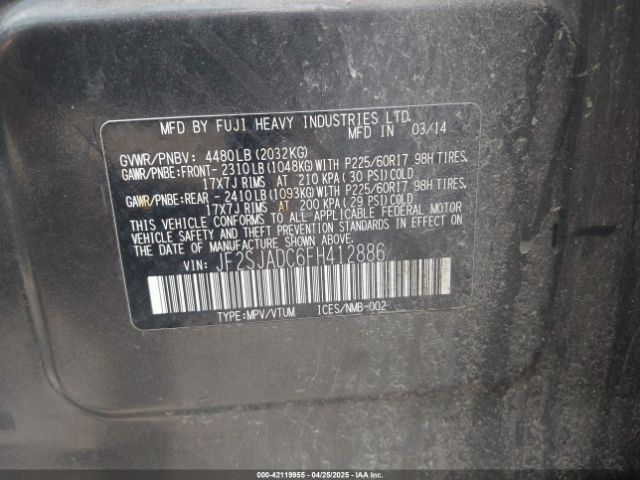 MFD BY FUJI HEAVY INDUSTRIES LTD.
MFD IN 03/14
GVWR/PNBV: 4480LB(2032KG)
GAWR/PNBE:FRONT- 2310LB(1048KG)WITH P225/60R17 98H TIRES,
17X7J RIMS AT 210 KPA(30 PSI)COLD
GAWR/PNBE:REAR - 2410LB(1093KG)WITH P225/60R17 98H TIRES,
17X7J RIMS AT 200 KPA(29 PSI)COLD
THIS VEHICLE CONFORMS TO ALL APPLICABLE FEDERAL MOTOR
VEHICLE SAFETY AND BUMPER STANDARDS IN EFFECT ON
THE DATE OF MANUFACTURE SHOWN ABOVE.
VIN: JF2SJADC6FH412886
TYPE:MPV/VTUM ICES/NMB-002
000-42119955 - 04/25/2025 - IAAI.COM